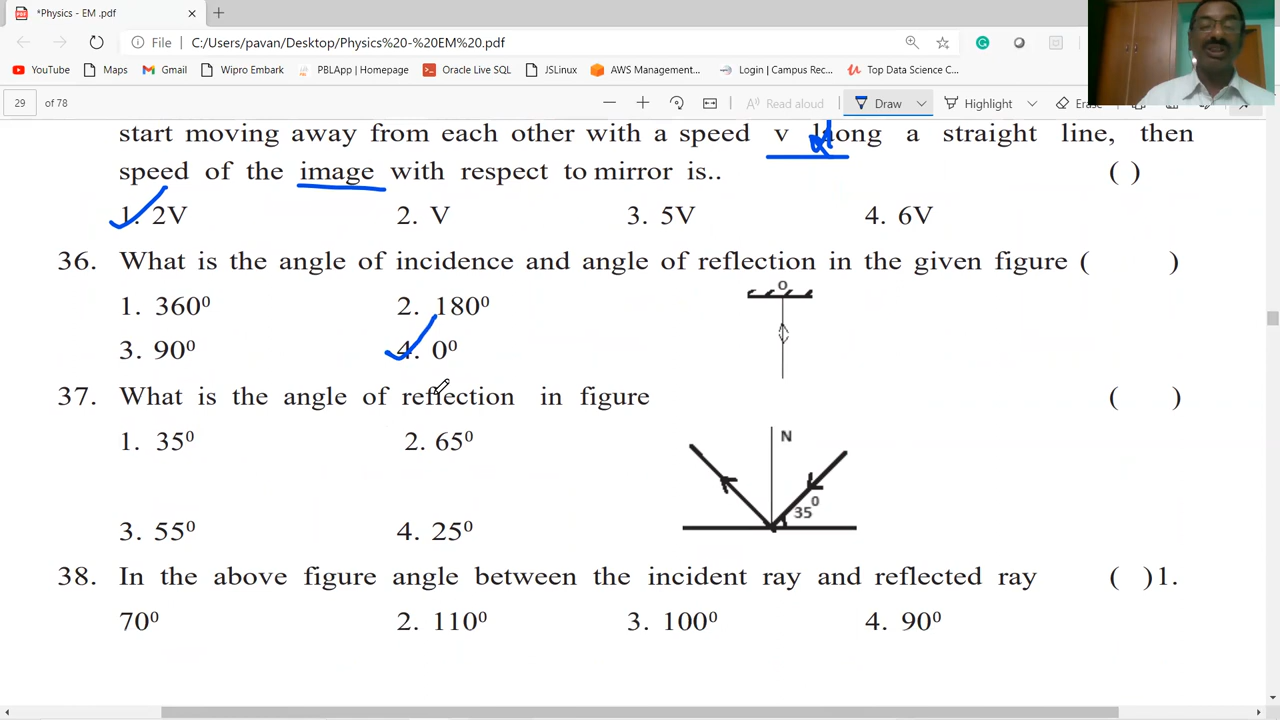 *Physics - EM .pdf
File C:/Users/pavan/Desktop/Physics%20-%20EM%20.pdf
YouTube Maps Gmail Wipro Embark PBLApp | Homepage Oracle Live SQL JSLinux AWS Management... Login | Campus Rec... Top Data Science C...
29 of 78 Read aloud Draw Highlight Erase
start moving away from each other with a speed v along a straight line, then
speed of the image with respect to mirror is.. ( )
1. 2V 2. V 3. 5V 4. 6V
36. What is the angle of incidence and angle of reflection in the given figure ( )
O
1. 360⁰ 2. 180⁰
3. 90⁰ 4. 0⁰
37. What is the angle of reflection in figure ( )
N
1. 35⁰ 2. 65⁰
35⁰
3. 55⁰ 4. 25⁰
38. In the above figure angle between the incident ray and reflected ray ( )1.
70⁰ 2. 110⁰ 3. 100⁰ 4. 90⁰